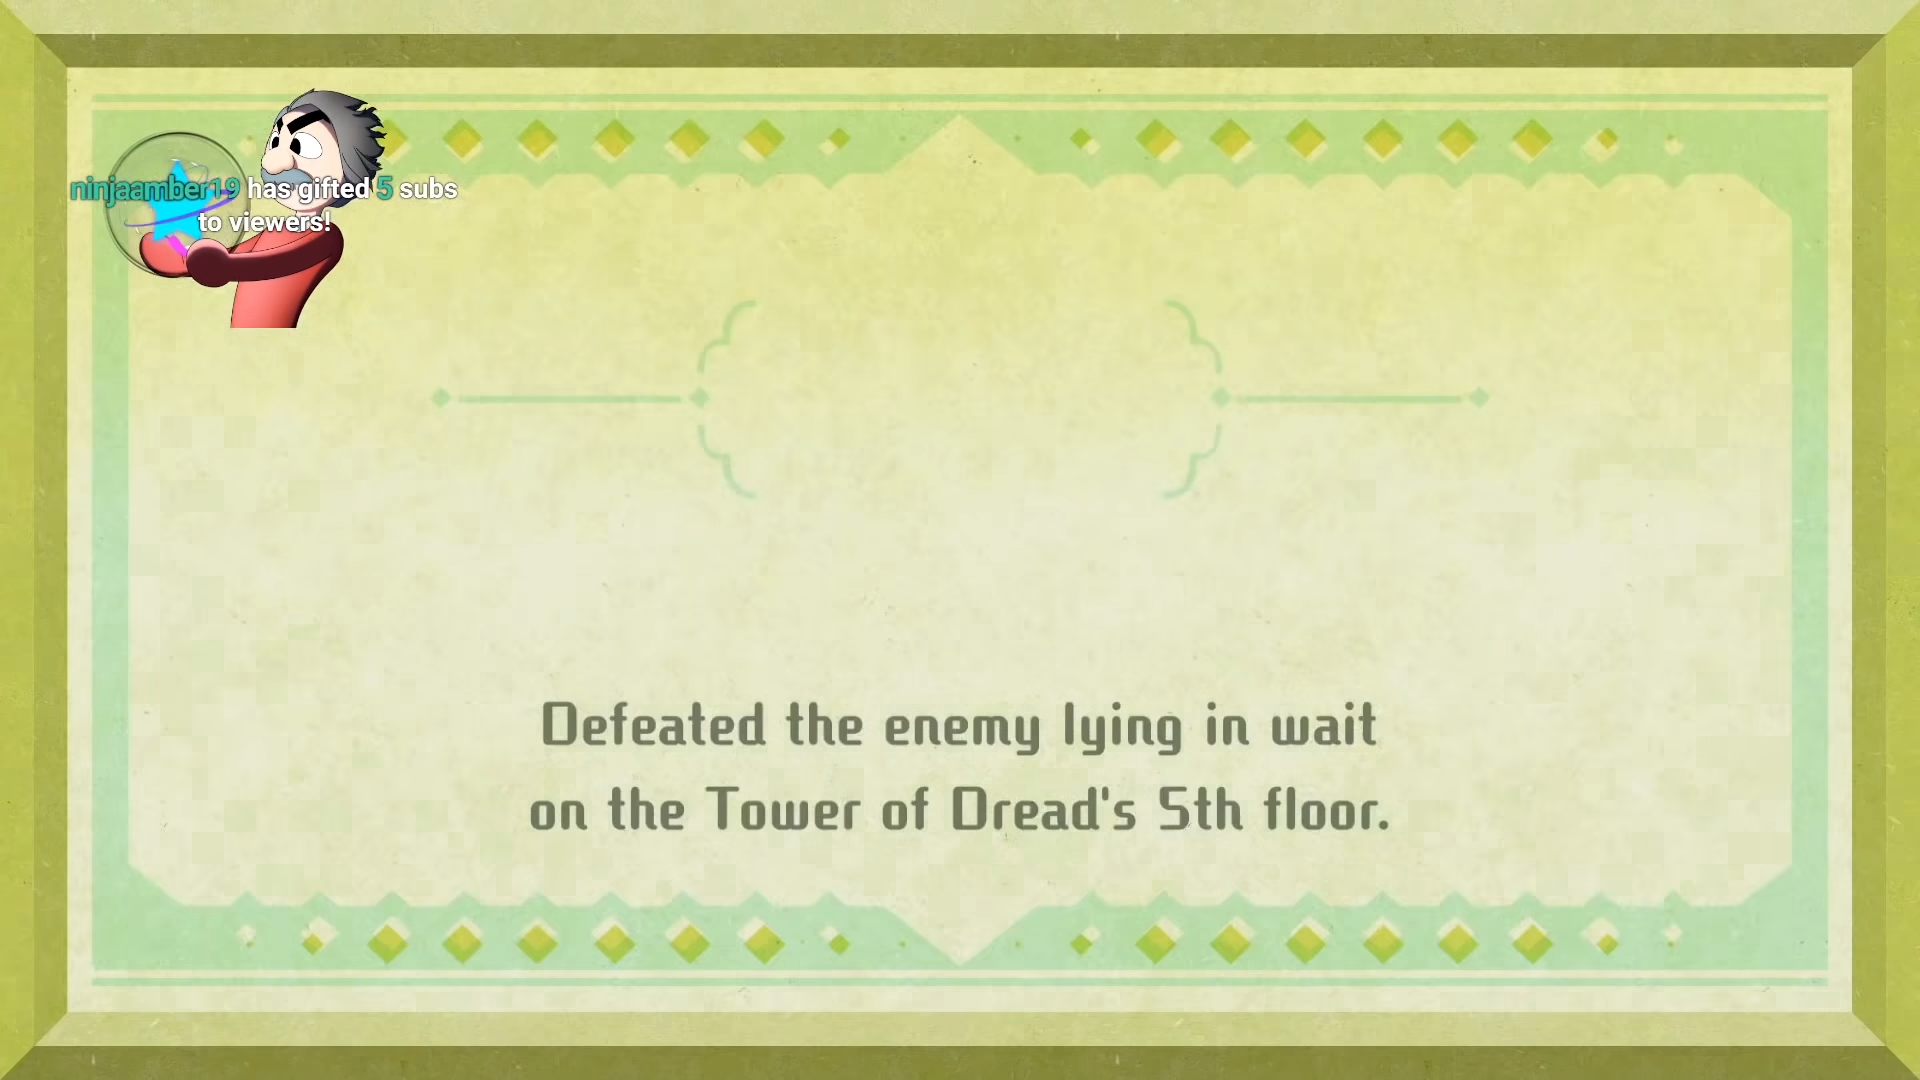 ninjaamber19 has gifted 5 subs
to viewers!
Defeated the enemy lying in wait
on the Tower of Dread's 5th floor.